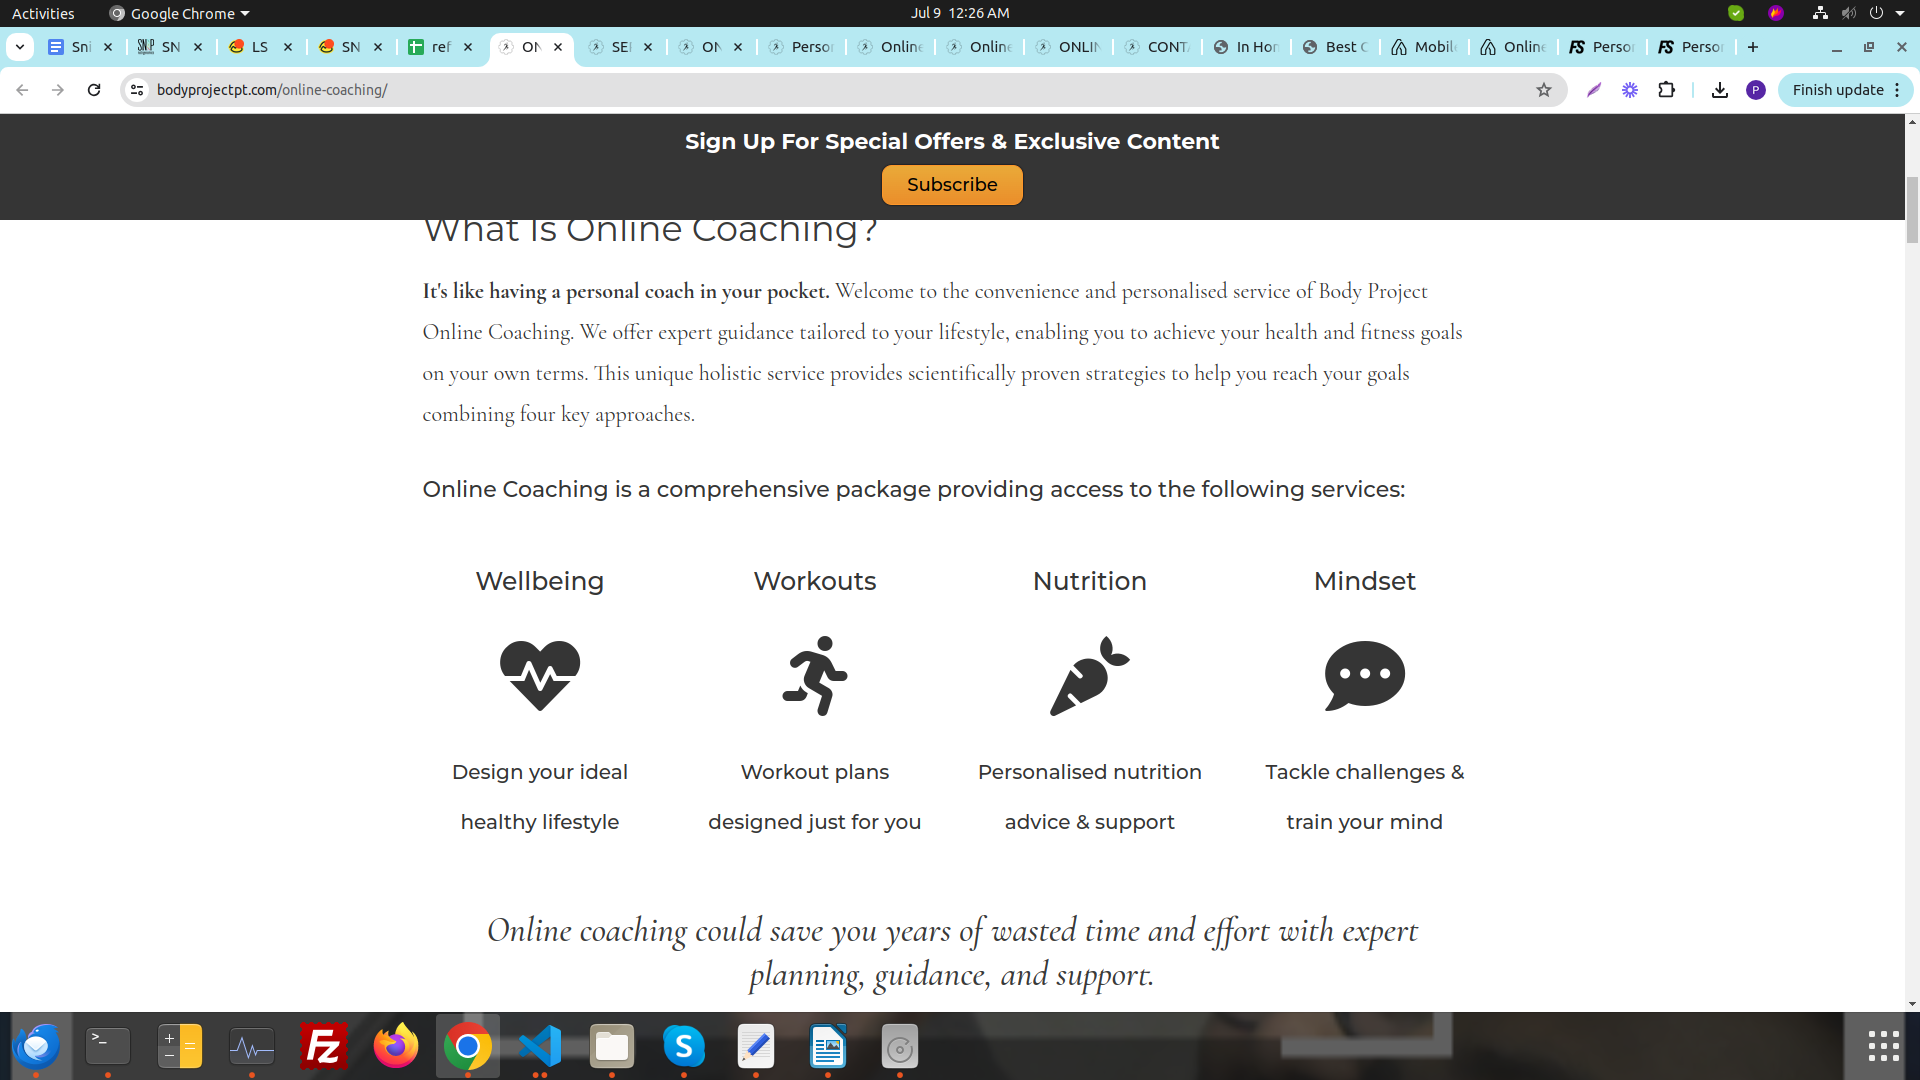 Activities
Google Chrome
Jul 9 12:26 AM
Sni
SN
LS
SN
ref
ON
SE
ON
Perso
Online
Online
ONLIN
CONT
In Hom
Best C
Mobile
Online
FS Perso
FS Perso
bodyprojectpt.com/online-coaching/
P
Finish update
Sign Up For Special Offers & Exclusive Content
Subscribe
What Is Online Coaching?
It's like having a personal coach in your pocket. Welcome to the convenience and personalised service of Body Project
Online Coaching. We offer expert guidance tailored to your lifestyle, enabling you to achieve your health and fitness goals
on your own terms. This unique holistic service provides scientifically proven strategies to help you reach your goals
combining four key approaches.
Online Coaching is a comprehensive package providing access to the following services:
Wellbeing
Workouts
Nutrition
Mindset
Design your ideal
healthy lifestyle
Workout plans
designed just for you
Personalised nutrition
advice & support
Tackle challenges &
train your mind
Online coaching could save you years of wasted time and effort with expert
planning, guidance, and support.